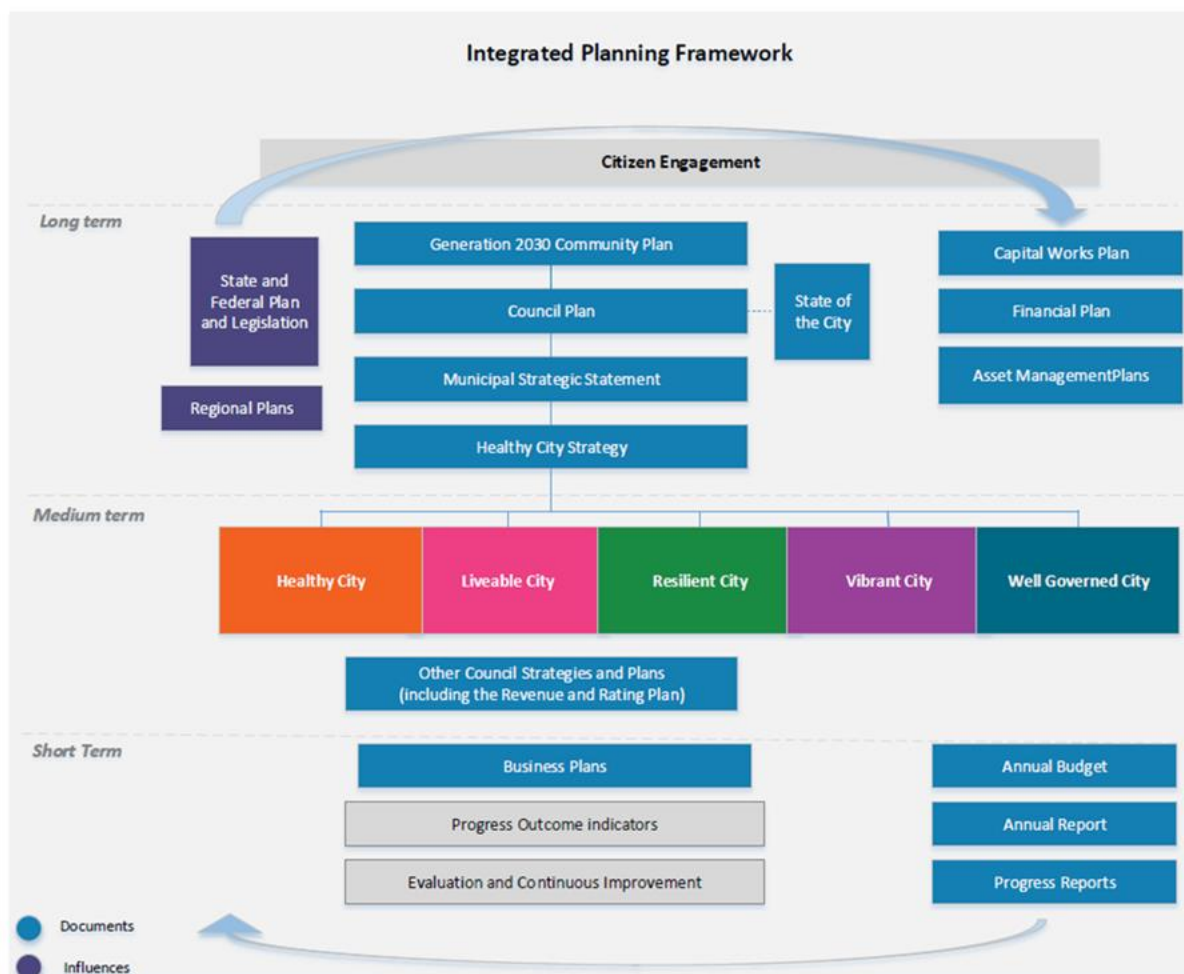 Integrated Planning Framework
Citizen Engagement
Long term
State and
Federal Plan
and Legislation
Regional Plans
Generation 2030 Community Plan
Council Plan
Municipal Strategic Statement
Healthy City Strategy
State of
the City
Capital Works Plan
Financial Plan
Asset ManagementPlans
Medium term
Healthy City
Liveable City
Resilient City
Vibrant City
Well Governed City
Other Council Strategies and Plans
(including the Revenue and Rating Plan)
Short Term
Business Plans
Progress Outcome indicators
Evaluation and Continuous Improvement
Annual Budget
Annual Report
Progress Reports
Documents
Influences